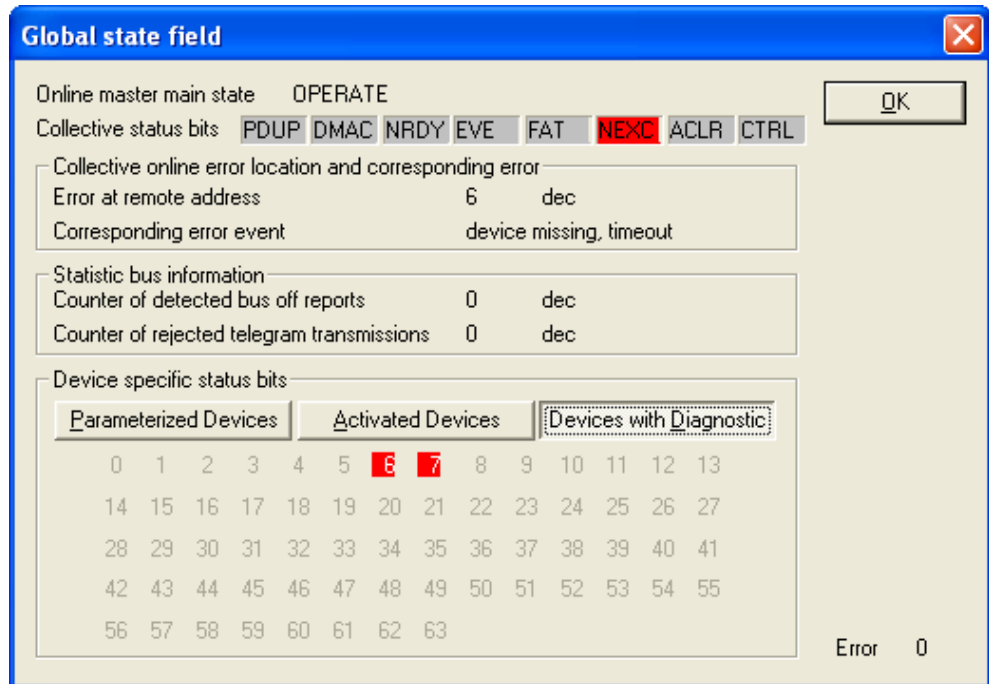 Global state field
Online master main state OPERATE
OK
Collective status bits PDUP DMAC NRDY EVE FAT NEXC ACLR CTRL
Collective online error location and corresponding error
Error at remote address 6 dec
Corresponding error event device missing, timeout
Statistic bus information
Counter of detected bus off reports 0 dec
Counter of rejected telegram transmissions 0 dec
Device specific status bits
Parameterized Devices Activated Devices Devices with Diagnostic
0 1 2 3 4 5 6 7 8 9 10 11 12 13
14 15 16 17 18 19 20 21 22 23 24 25 26 27
28 29 30 31 32 33 34 35 36 37 38 39 40 41
42 43 44 45 46 47 48 49 50 51 52 53 54 55
56 57 58 59 60 61 62 63
Error 0